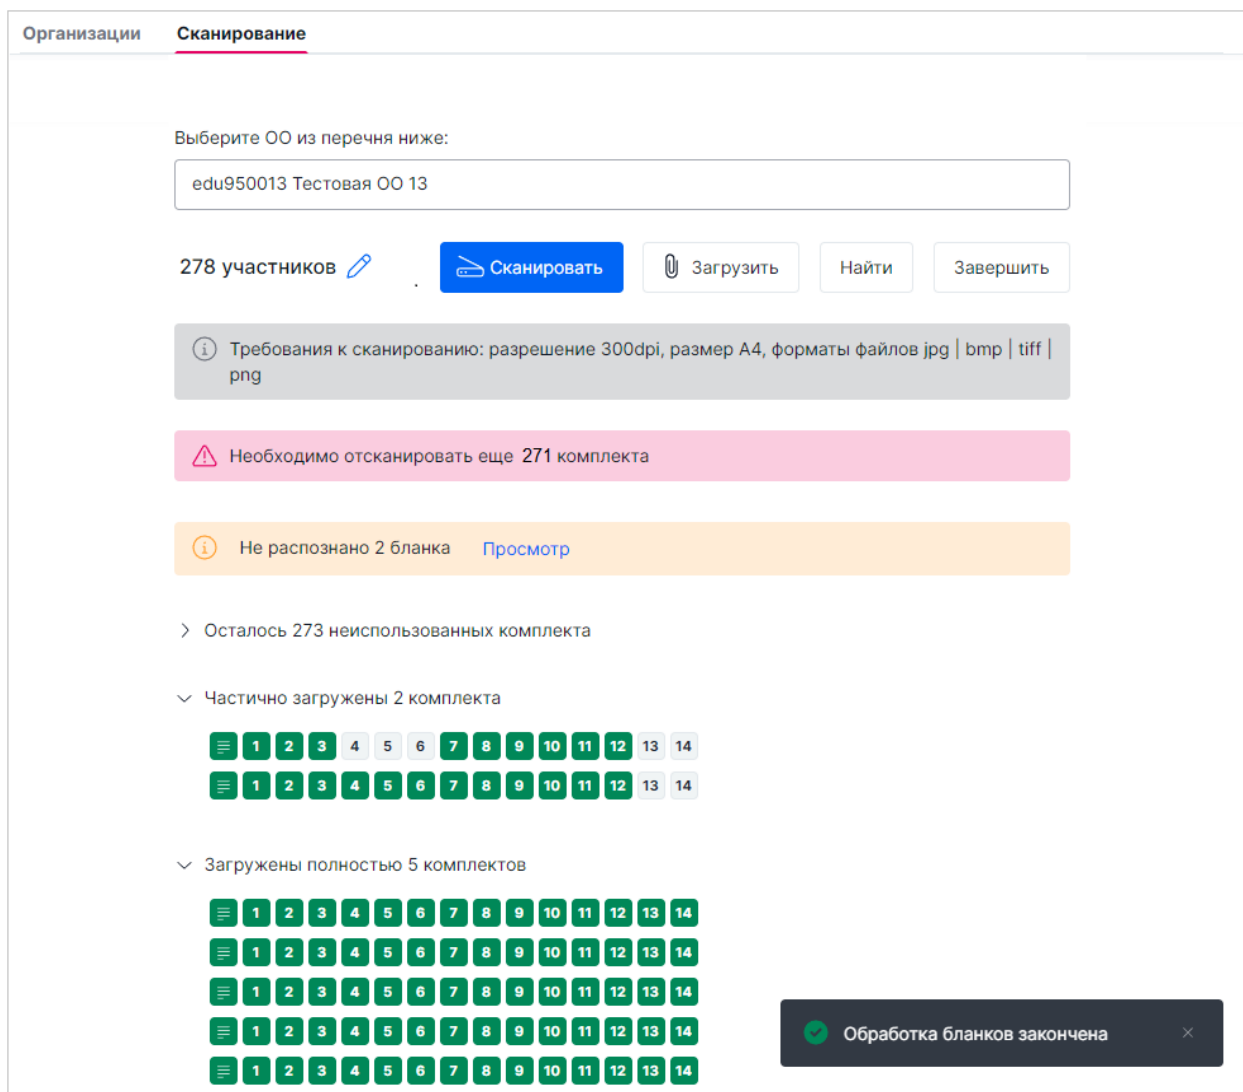 Организации Сканирование
Выберите ОО из перечня ниже:
edu950013 Тестовая ОО 13
278 участников . Сканировать Загрузить Найти Завершить
Требования к сканированию: разрешение 300dpi, размер А4, форматы файлов jpg | bmp | tiff |
png
Необходимо отсканировать еще 271 комплекта
Не распознано 2 бланка Просмотр
Осталось 273 неиспользованных комплекта
Частично загружены 2 комплекта
1 2 3 4 5 6 7 8 9 10 11 12 13 14
1 2 3 4 5 6 7 8 9 10 11 12 13 14
Загружены полностью 5 комплектов
1 2 3 4 5 6 7 8 9 10 11 12 13 14
1 2 3 4 5 6 7 8 9 10 11 12 13 14
1 2 3 4 5 6 7 8 9 10 11 12 13 14
1 2 3 4 5 6 7 8 9 10 11 12 13 14
1 2 3 4 5 6 7 8 9 10 11 12 13 14
Обработка бланков закончена